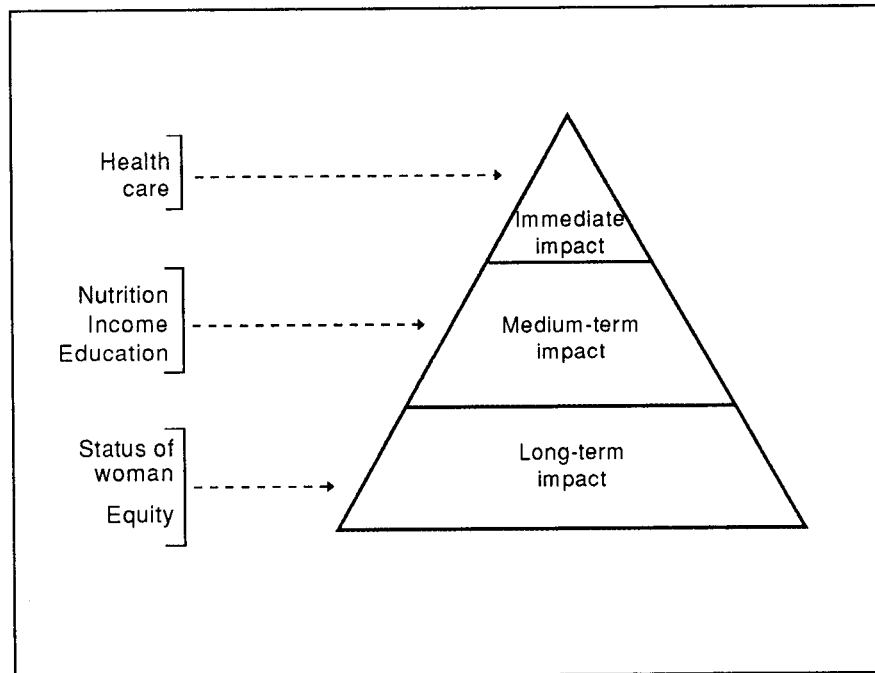 Health
care
Immediate
impact
Nutrition
Income
Education
Medium-term
impact
Status of
woman
Equity
Long-term
impact